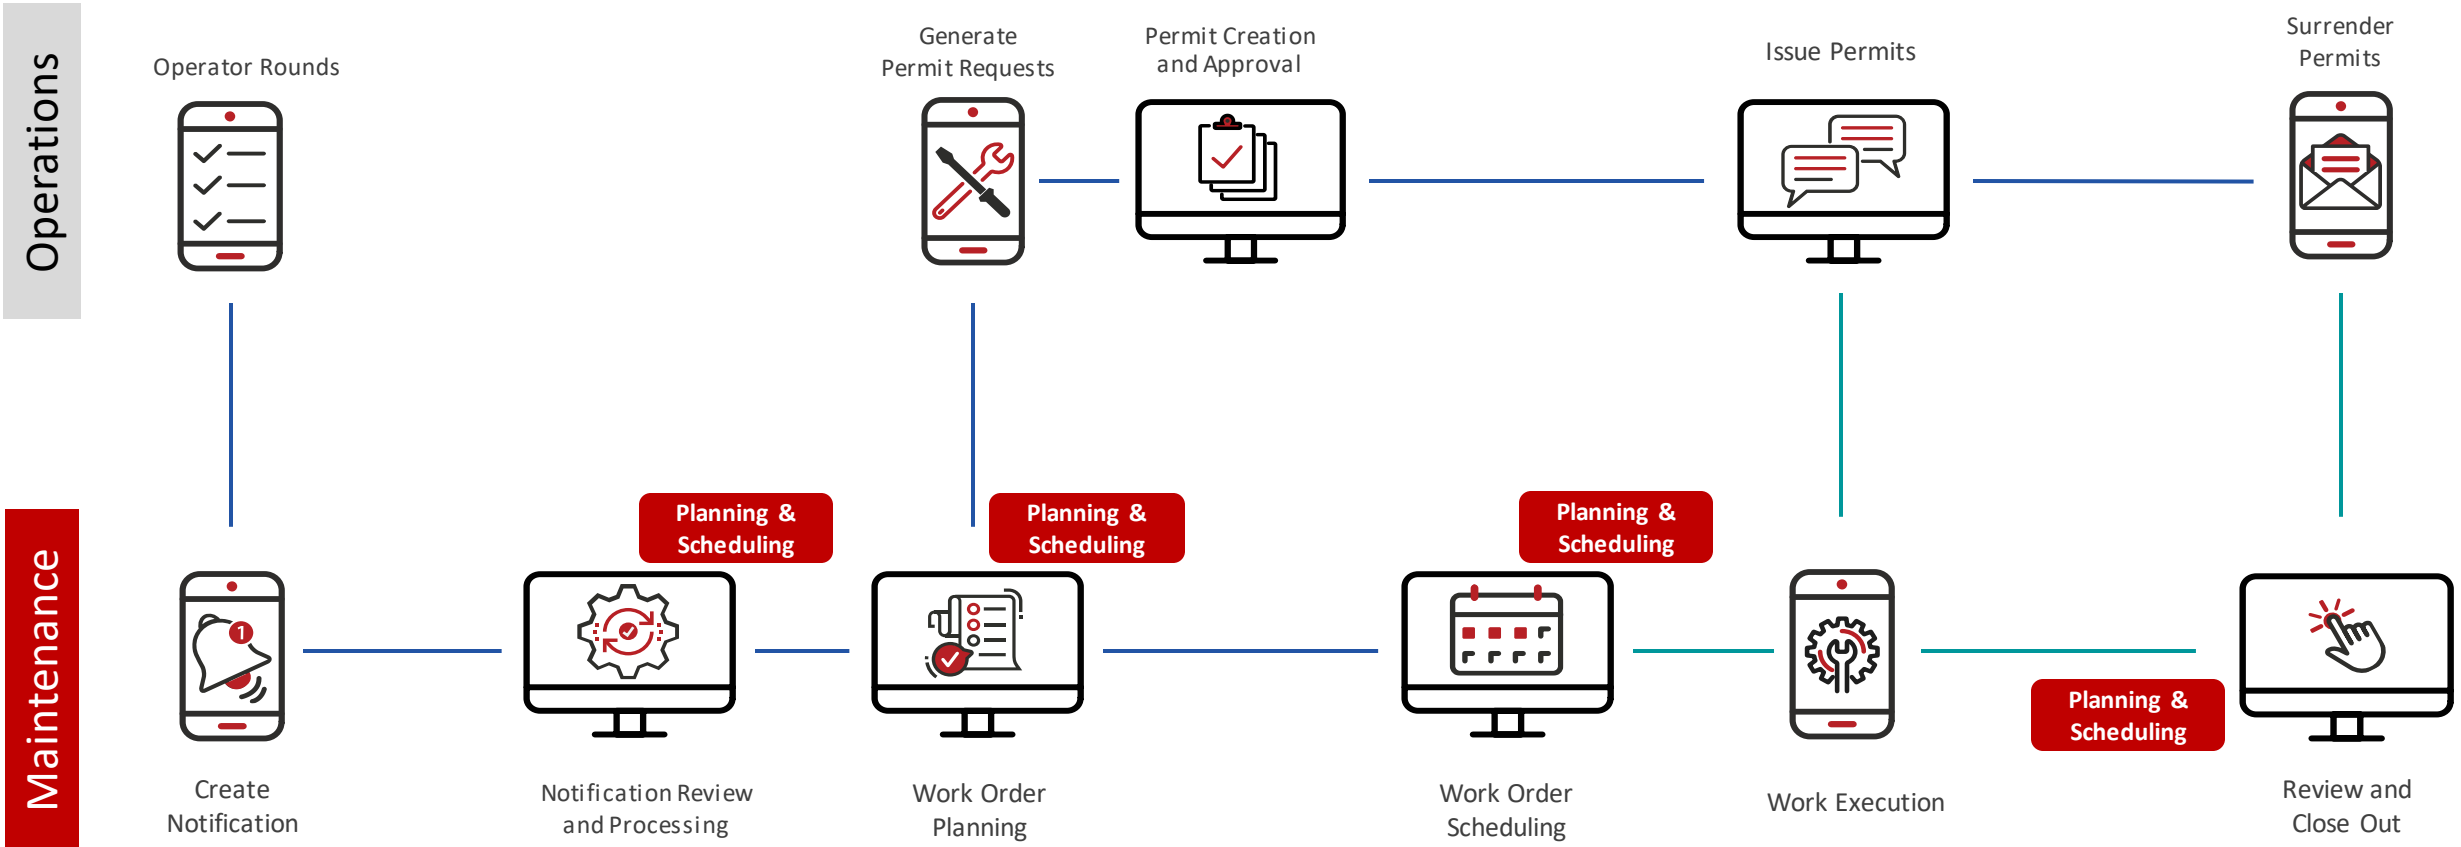 Operations
Operator Rounds
Generate
Permit Requests
Permit Creation
and Approval
Issue Permits
Surrender
Permits
Maintenance
Planning &
Scheduling
Planning &
Scheduling
Planning &
Scheduling
1
Planning &
Scheduling
Create
Notification
Notification Review
and Processing
Work Order
Planning
Work Order
Scheduling
Work Execution
Review and
Close Out